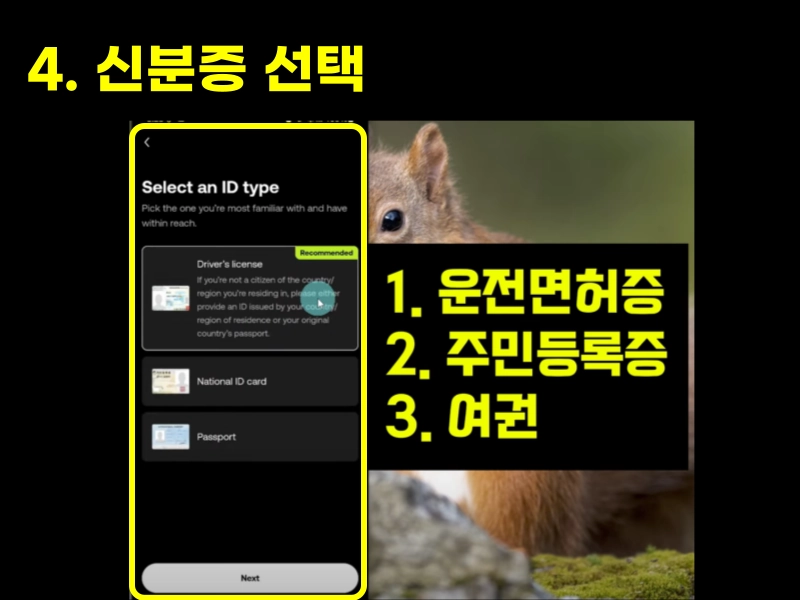 4. 신분증 선택
Select an ID type
Pick the one you're most familiar with and have
within reach.
Recommended
Driver's license
If you're not a citizen of the country/
region you're residing in, please either
provide an ID issued by your country/
region of residence or your original
country's passport.
National ID card
Passport
Next
1. 운전면허증
2. 주민등록증
3. 여권